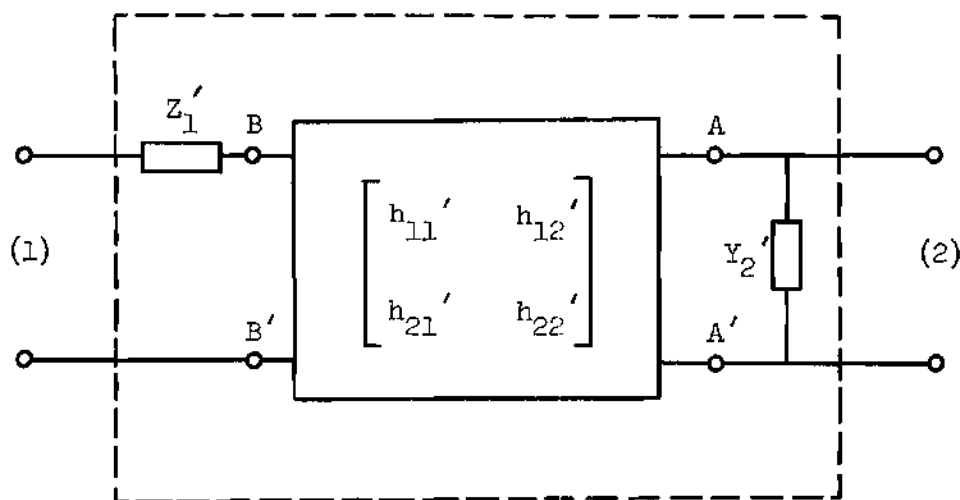 Z₁′ B A
h₁₁′ h₁₂′
(1) Y₂′ (2)
h₂₁′ h₂₂′
B′ A′